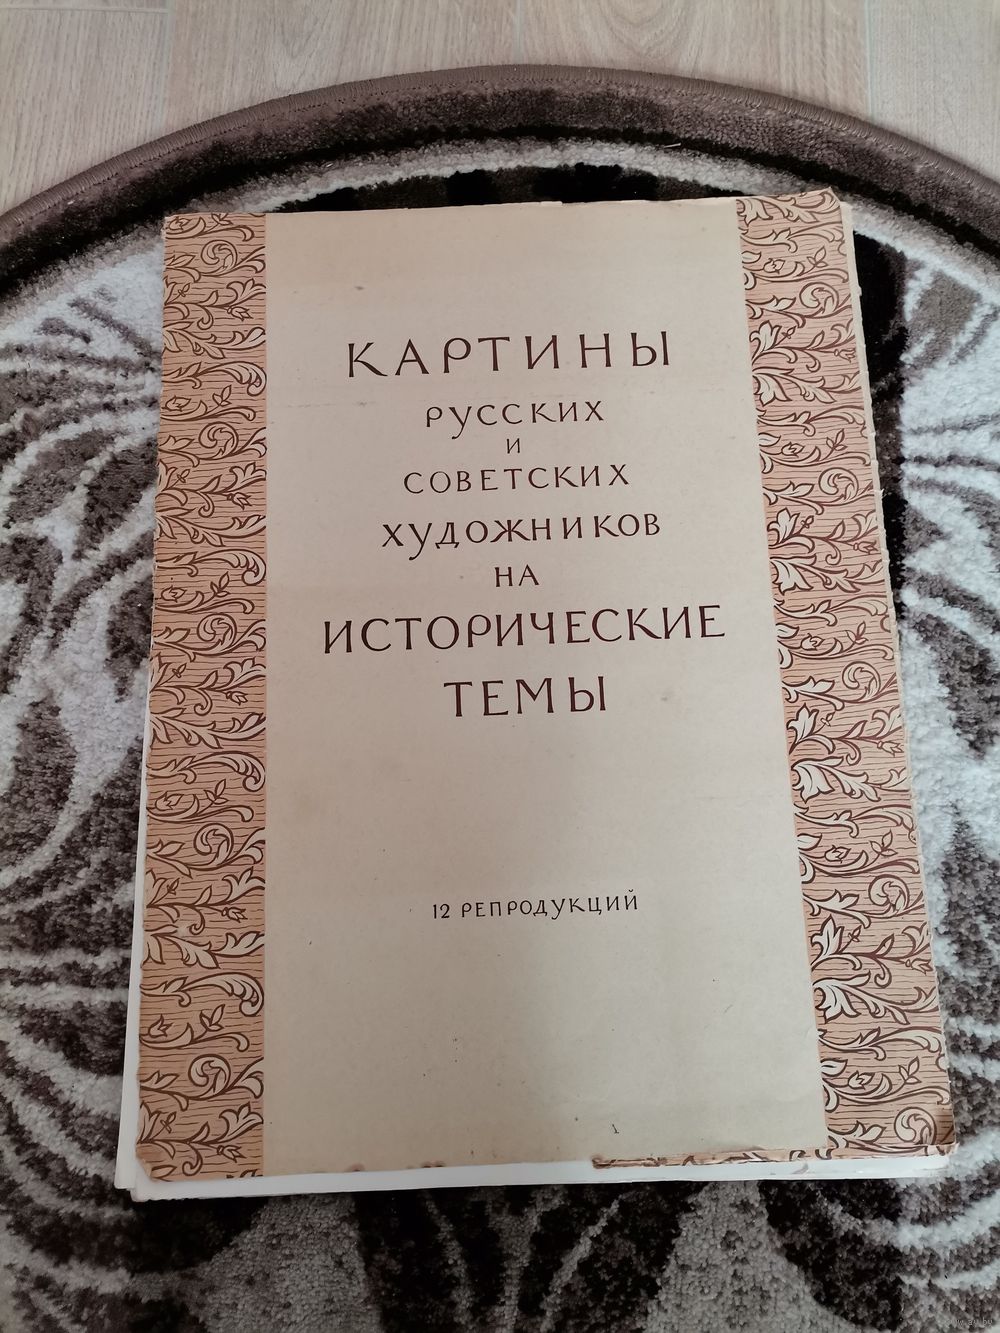 КАРТИНЫ
РУССКИХ
И
СОВЕТСКИХ
ХУДОЖНИКОВ
НА
ИСТОРИЧЕСКИЕ
ТЕМЫ
12 РЕПРОДУКЦИЙ